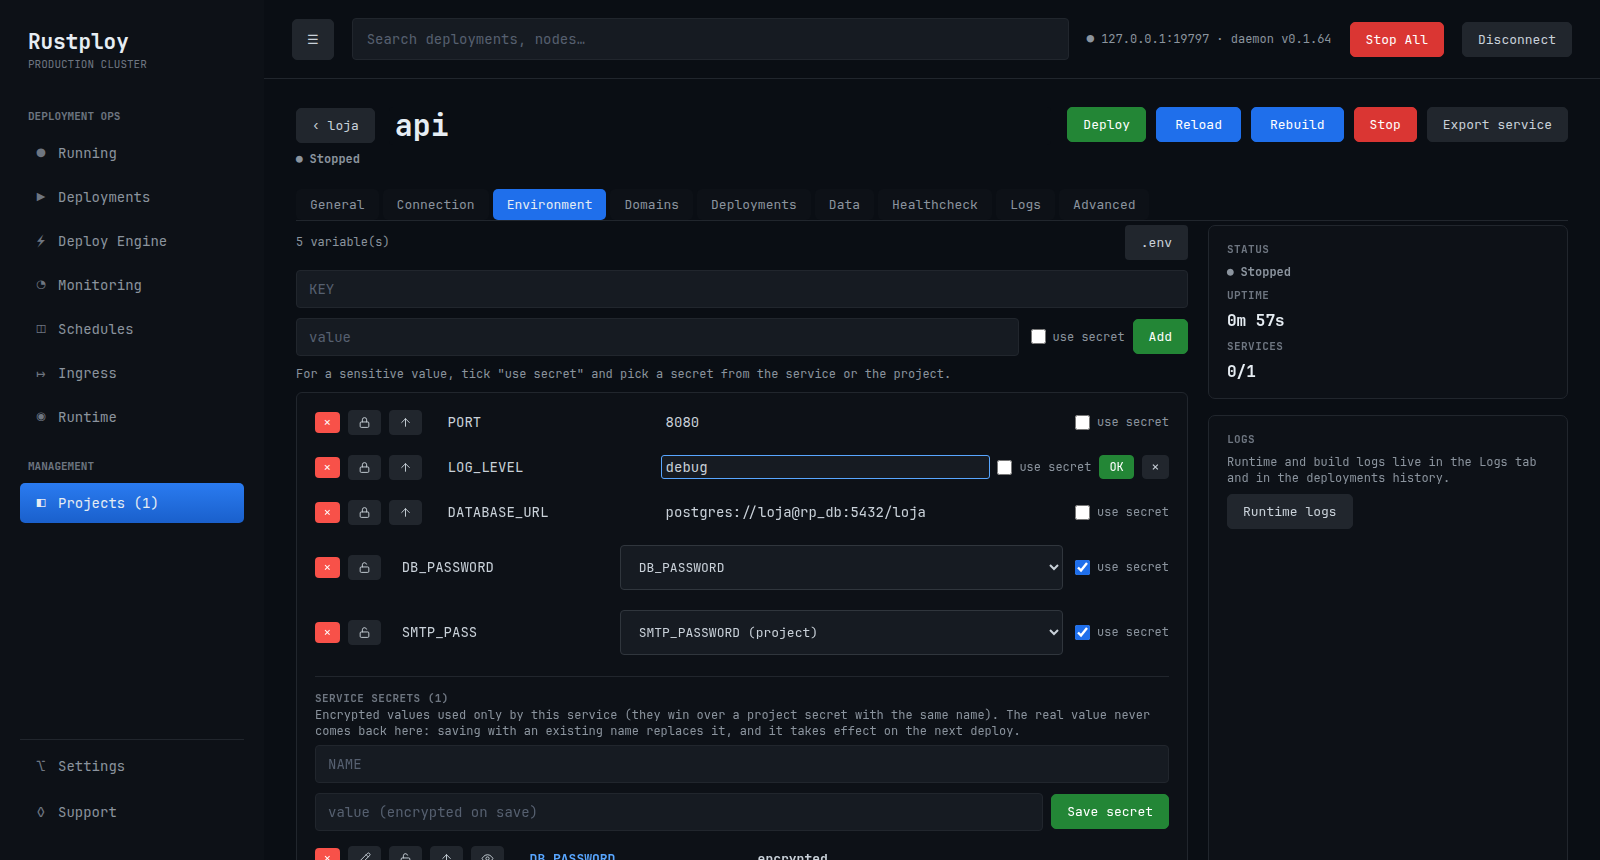 Rustploy
PRODUCTION CLUSTER
DEPLOYMENT OPS
Running
Deployments
Deploy Engine
Monitoring
Schedules
Ingress
Runtime
MANAGEMENT
Projects (1)
Settings
Support
Search deployments, nodes…
● 127.0.0.1:19797 · daemon v0.1.64
Stop All
Disconnect
‹ loja
api
● Stopped
Deploy
Reload
Rebuild
Stop
Export service
General
Connection
Environment
Domains
Deployments
Data
Healthcheck
Logs
Advanced
5 variable(s)
.env
KEY
value
use secret
Add
For a sensitive value, tick "use secret" and pick a secret from the service or the project.
× PORT 8080 use secret
× LOG_LEVEL debug use secret OK ×
× DATABASE_URL postgres://loja@rp_db:5432/loja use secret
× DB_PASSWORD DB_PASSWORD use secret
× SMTP_PASS SMTP_PASSWORD (project) use secret
SERVICE SECRETS (1)
Encrypted values used only by this service (they win over a project secret with the same name). The real value never
comes back here: saving with an existing name replaces it, and it takes effect on the next deploy.
NAME
value (encrypted on save)
Save secret
× DB_PASSWORD encrypted
STATUS
● Stopped
UPTIME
0m 57s
SERVICES
0/1
LOGS
Runtime and build logs live in the Logs tab
and in the deployments history.
Runtime logs